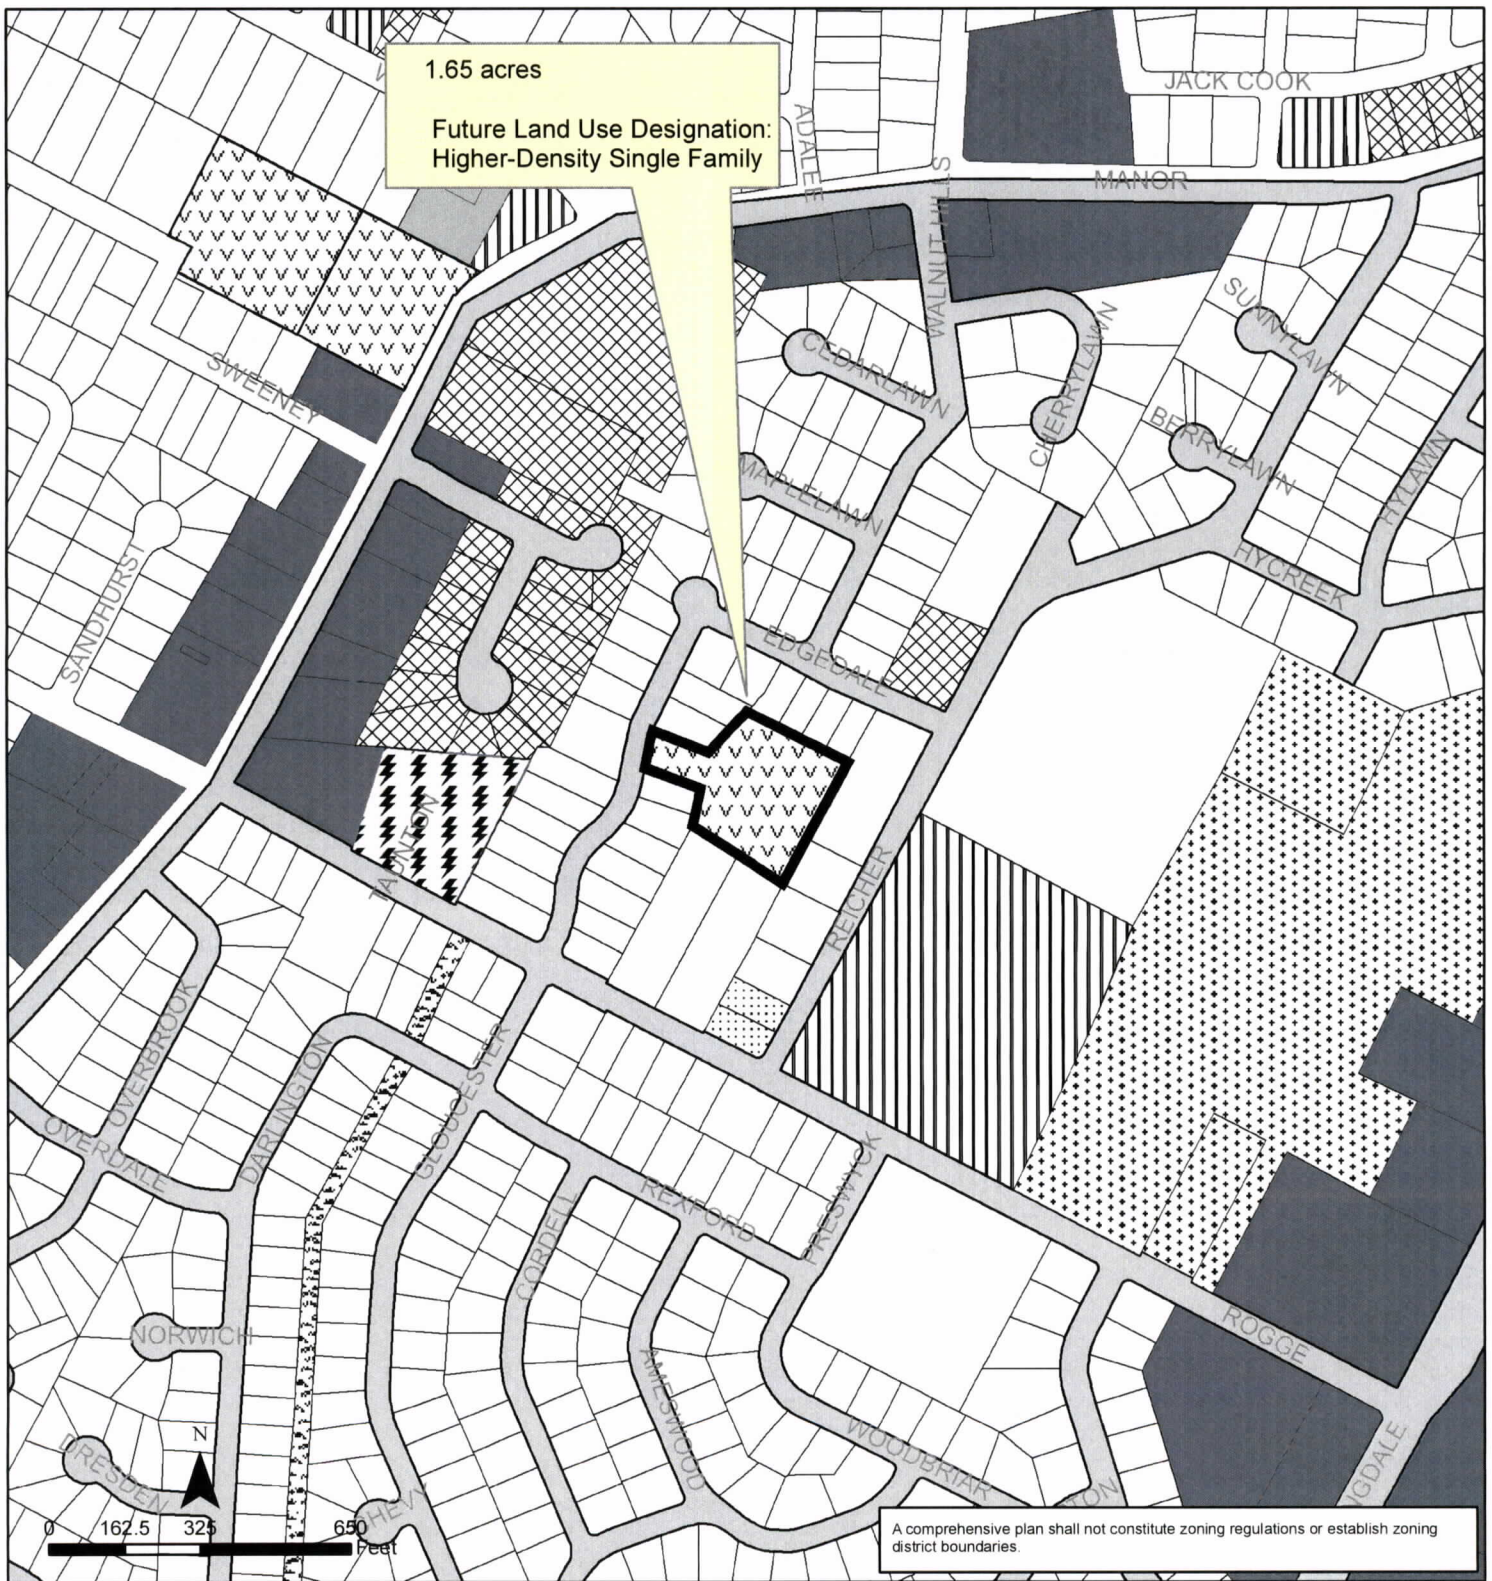 1.65 acres
Future Land Use Designation:
Higher-Density Single Family
JACK COOK
ADALEE
MANOR
WALNUT HILLS
SUNNYLAWN
CEDARLAWN
CHERRYLAWN
SWEENEY
BERRYLAWN
HYLAWN
MAPLELAWN
HYCREEK
SANDHURST
EDGEDALE
TAUNTON
REICHER
OVERBROOK
GLOUCESTER
DARLINGTON
OVERDALE
PRESWYCK
REXFORD
CORDELL
NORWICH
ROGGE
AMESWOOD
WOODBRIAR
DRESDEN
N
0 162.5 325 650
Feet
A comprehensive plan shall not constitute zoning regulations or establish zoning
district boundaries.